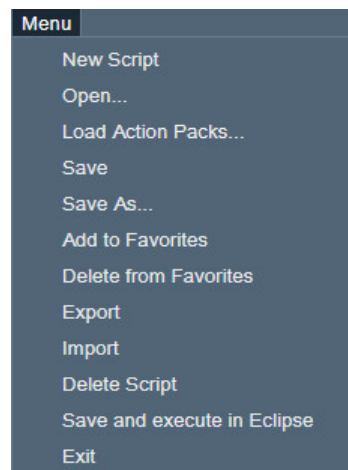 Menu
New Script
Open...
Load Action Packs...
Save
Save As...
Add to Favorites
Delete from Favorites
Export
Import
Delete Script
Save and execute in Eclipse
Exit